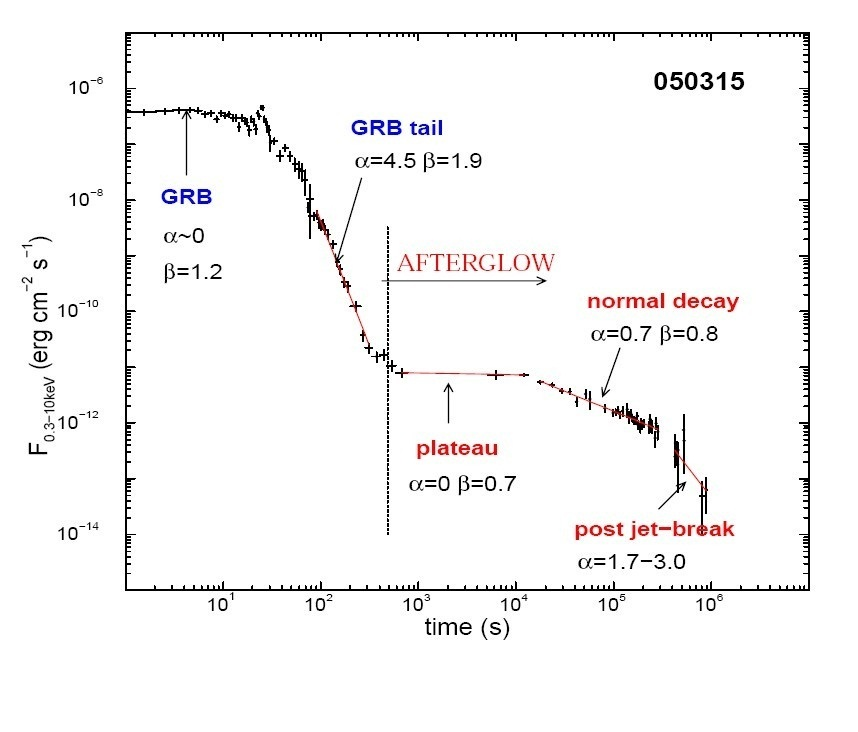 050315
10⁻⁶
10⁻⁸
10⁻¹⁰
10⁻¹²
10⁻¹⁴
F0.3−10keV (erg cm⁻² s⁻¹)
GRB
α~0
β=1.2
GRB tail
α=4.5 β=1.9
AFTERGLOW
plateau
α=0 β=0.7
normal decay
α=0.7 β=0.8
post jet−break
α=1.7−3.0
10¹ 10² 10³ 10⁴ 10⁵ 10⁶
time (s)